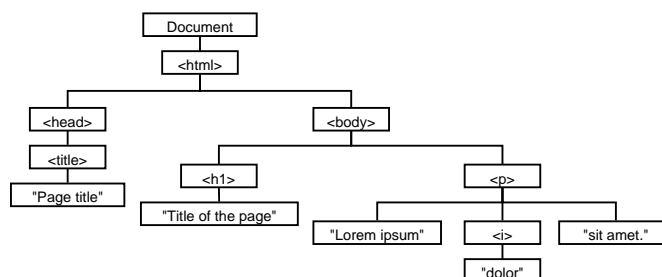 Document
<html>
<head>
<body>
<title>
<h1>
<p>
"Page title"
"Title of the page"
"Lorem ipsum"
<i>
"sit amet."
"dolor"